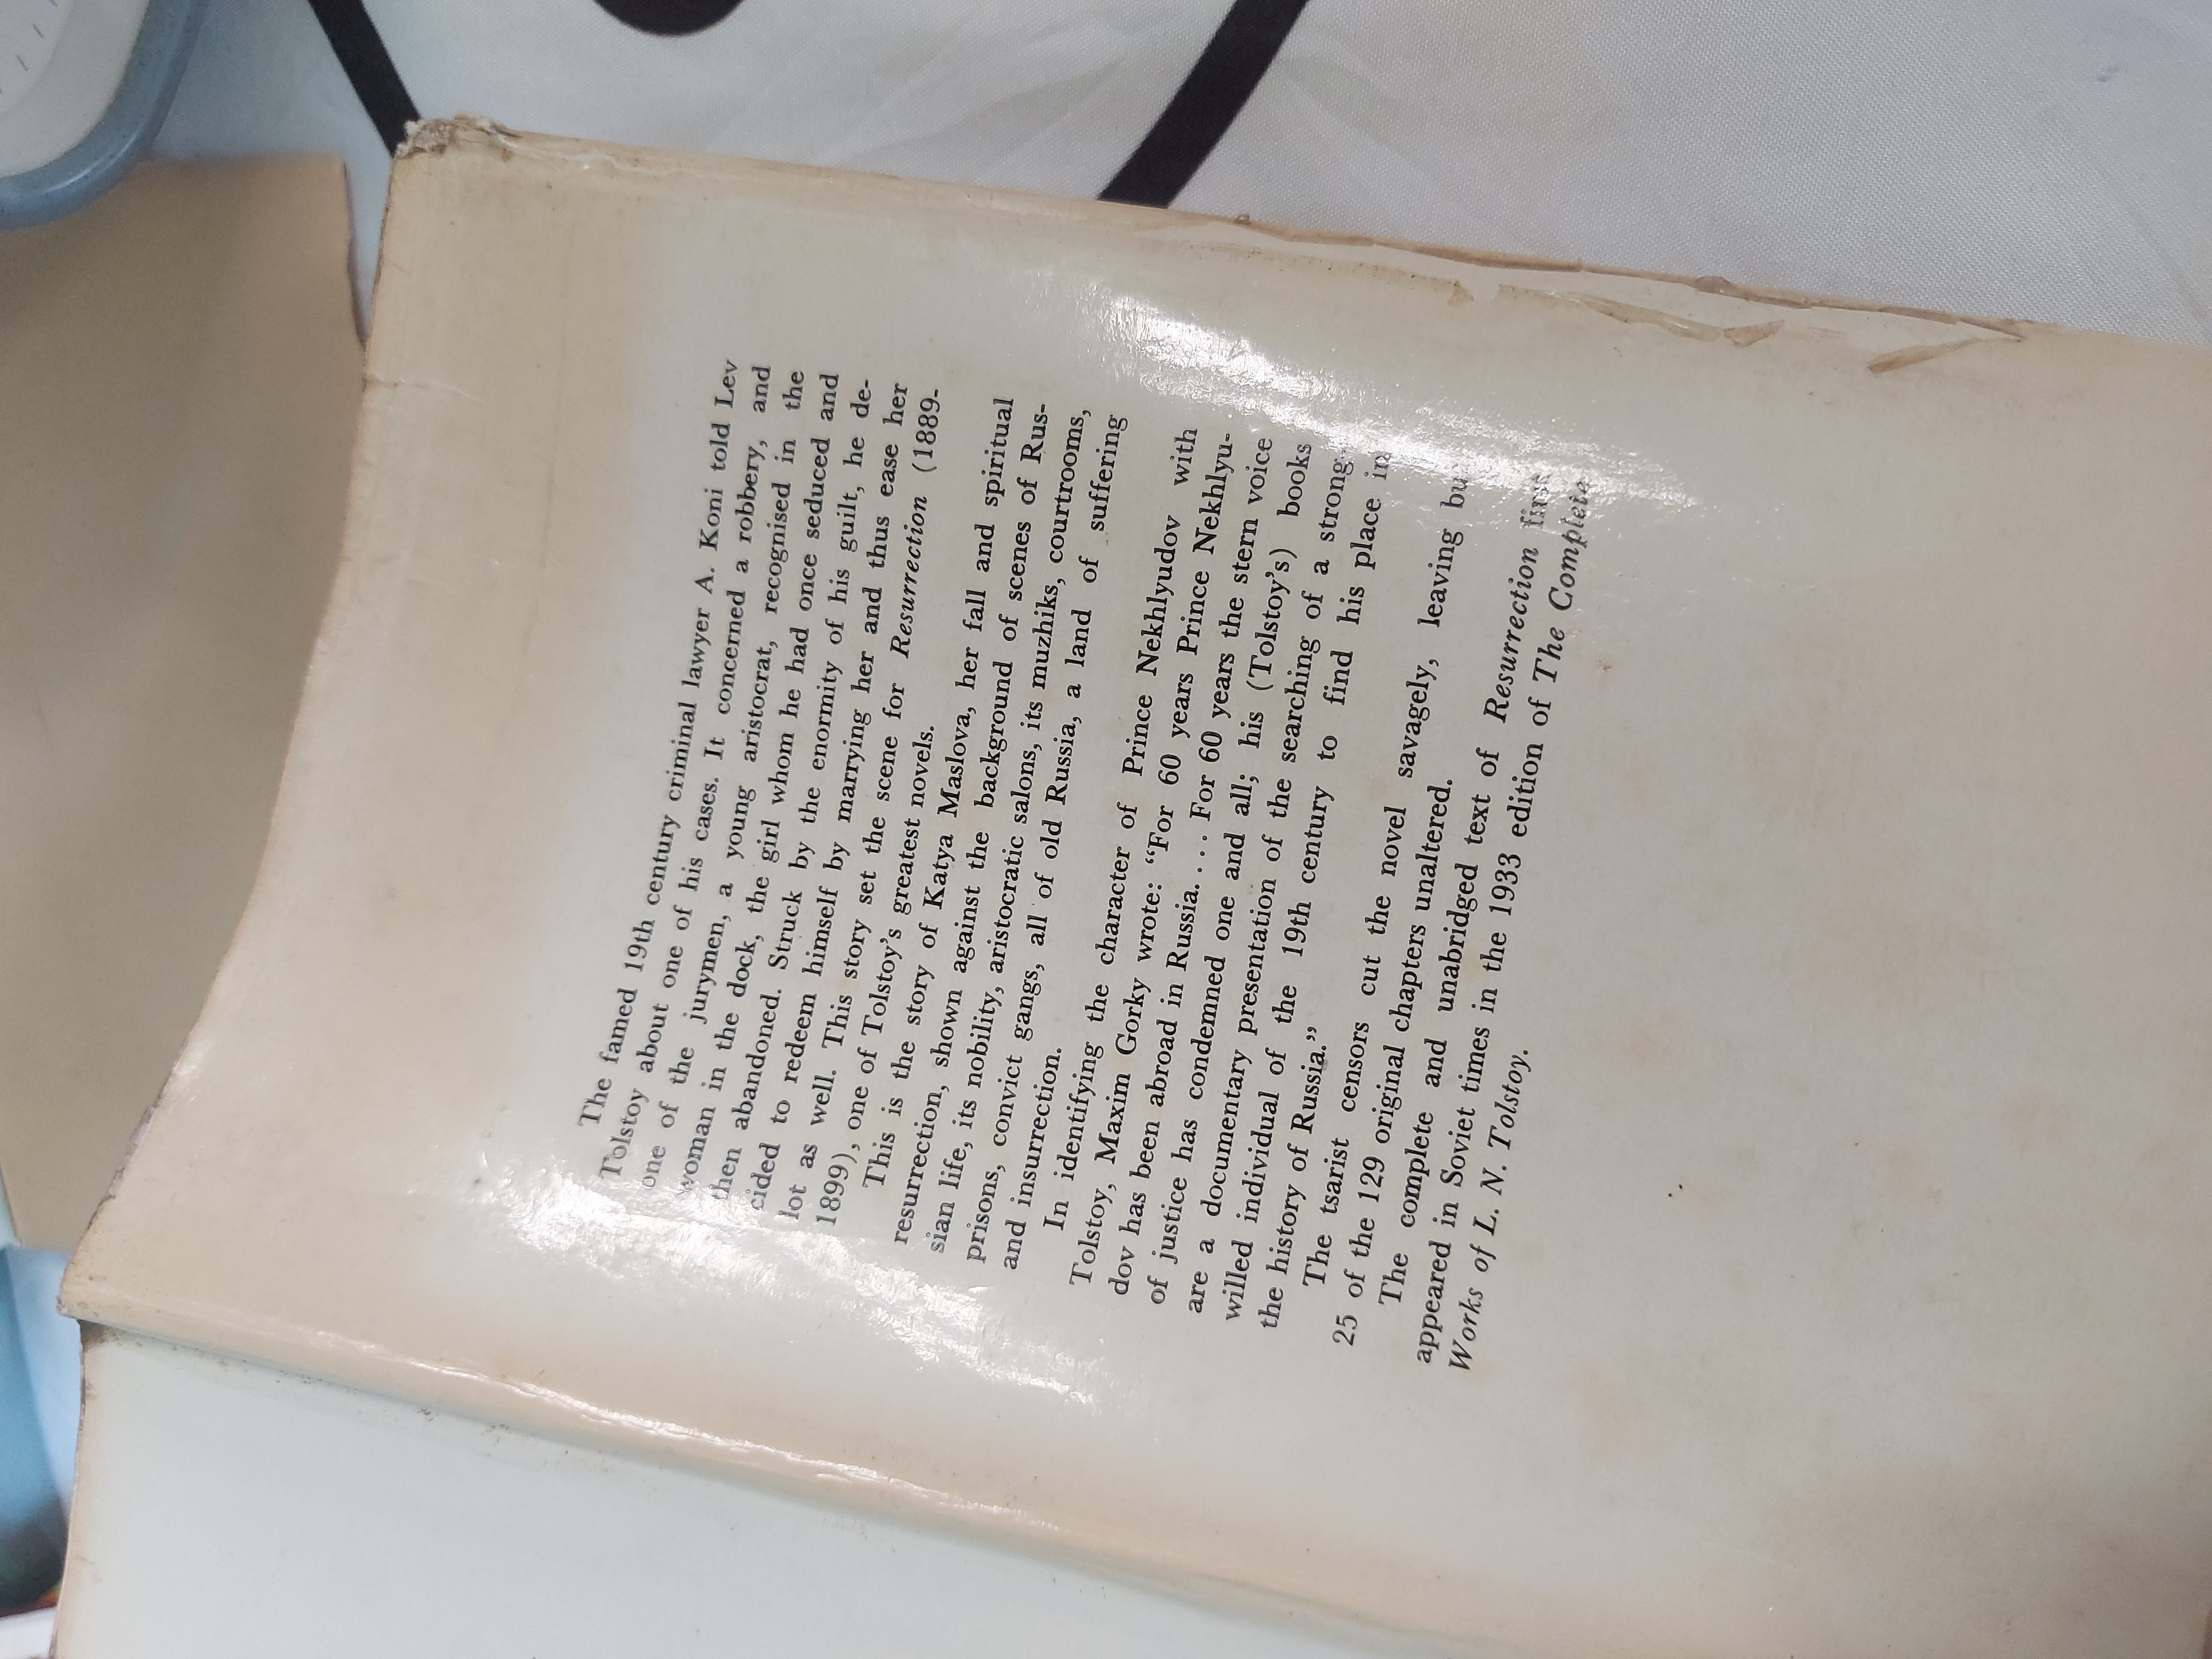 The famed 19th century criminal lawyer A. Koni told Lev
Tolstoy about one of his cases. It concerned a robbery, and
one of the jurymen, a young aristocrat, recognised in the
woman in the dock, the girl whom he had once seduced and
then abandoned. Struck by the enormity of his guilt, he de-
cided to redeem himself by marrying her and thus ease her
lot as well. This story set the scene for Resurrection (1889-
1899), one of Tolstoy's greatest novels.
This is the story of Katya Maslova, her fall and spiritual
resurrection, shown against the background of scenes of Rus-
sian life, its nobility, aristocratic salons, its muzhiks, courtrooms,
prisons, convict gangs, all of old Russia, a land of suffering
and insurrection.
In identifying the character of Prince Nekhlyudov with
Tolstoy, Maxim Gorky wrote: “For 60 years Prince Nekhlyu-
dov has been abroad in Russia.... For 60 years the stern voice
of justice has condemned one and all; his (Tolstoy's) books
are a documentary presentation of the searching of a strong-
willed individual of the 19th century to find his place in
the history of Russia.”
The tsarist censors cut the novel savagely, leaving but
25 of the 129 original chapters unaltered.
The complete and unabridged text of Resurrection first
appeared in Soviet times in the 1933 edition of The Complete
Works of L. N. Tolstoy.